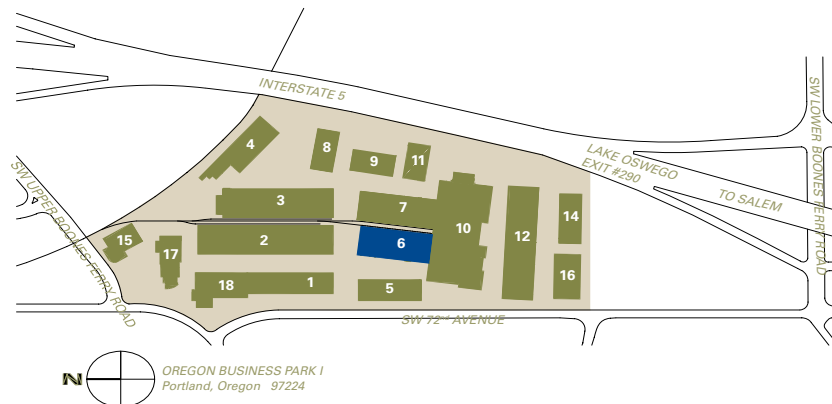 INTERSTATE 5
SW LOWER BOONES FERRY ROAD
4
8
9
11
LAKE OSWEGO
EXIT #290
TO SALEM
SW UPPER BOONES FERRY ROAD
3
7
14
15
17
2
6
10
12
16
18
1
5
SW 72nd AVENUE
N
OREGON BUSINESS PARK I
Portland, Oregon 97224